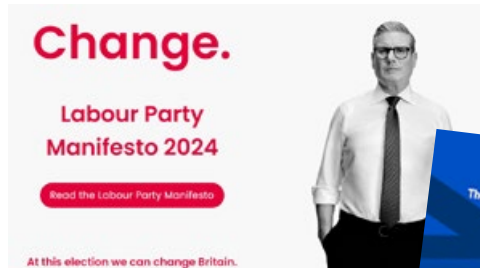 Change.
Labour Party
Manifesto 2024
Read the Labour Party Manifesto
At this election we can change Britain.